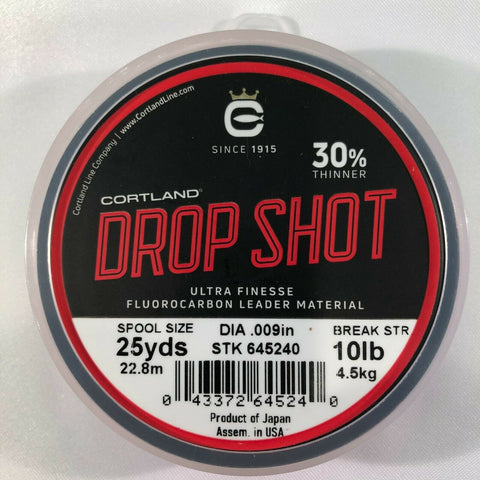 Cortland Line Company | www.CortlandLine.com
C
SINCE 1915
30%
THINNER
CORTLAND®
DROP SHOT
ULTRA FINESSE
FLUOROCARBON LEADER MATERIAL
SPOOL SIZE
25yds
22.8m
DIA .009in
STK 645240
BREAK STR.
10lb
4.5kg
0 43372 64524 0
Product of Japan
Assem. in USA